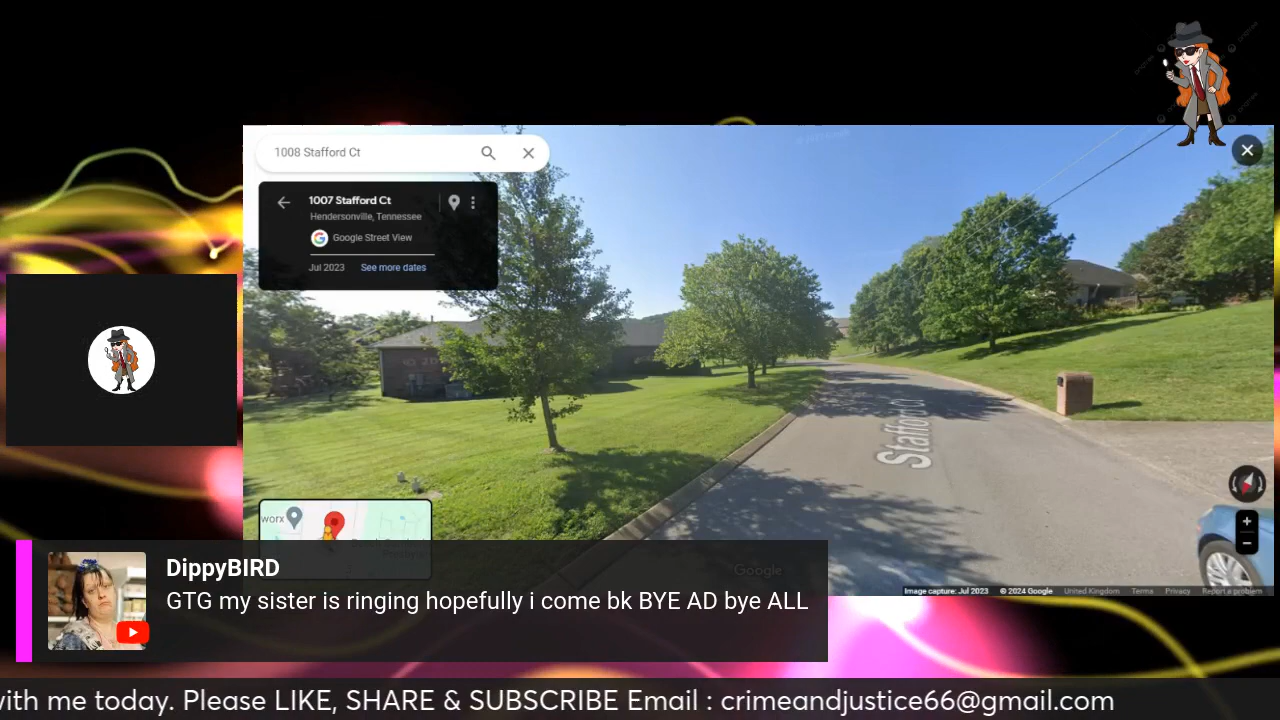 1008 Stafford Ct
1007 Stafford Ct
Hendersonville, Tennessee
Google Street View
Jul 2023 See more dates
Stafford Ct
worx
Google
Image capture: Jul 2023 © 2024 Google United Kingdom Terms Privacy Report a problem
DippyBIRD
GTG my sister is ringing hopefully i come bk BYE AD bye ALL
with me today. Please LIKE, SHARE & SUBSCRIBE Email : crimeandjustice66@gmail.com